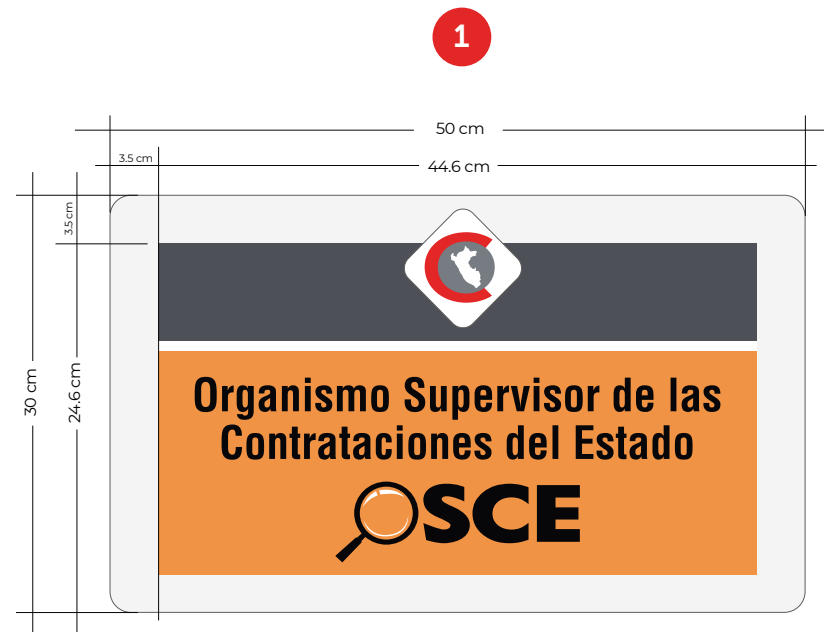 1
50 cm
3.5 cm
44.6 cm
3.5 cm
30 cm
24.6 cm
Organismo Supervisor de las
Contrataciones del Estado
OSCE